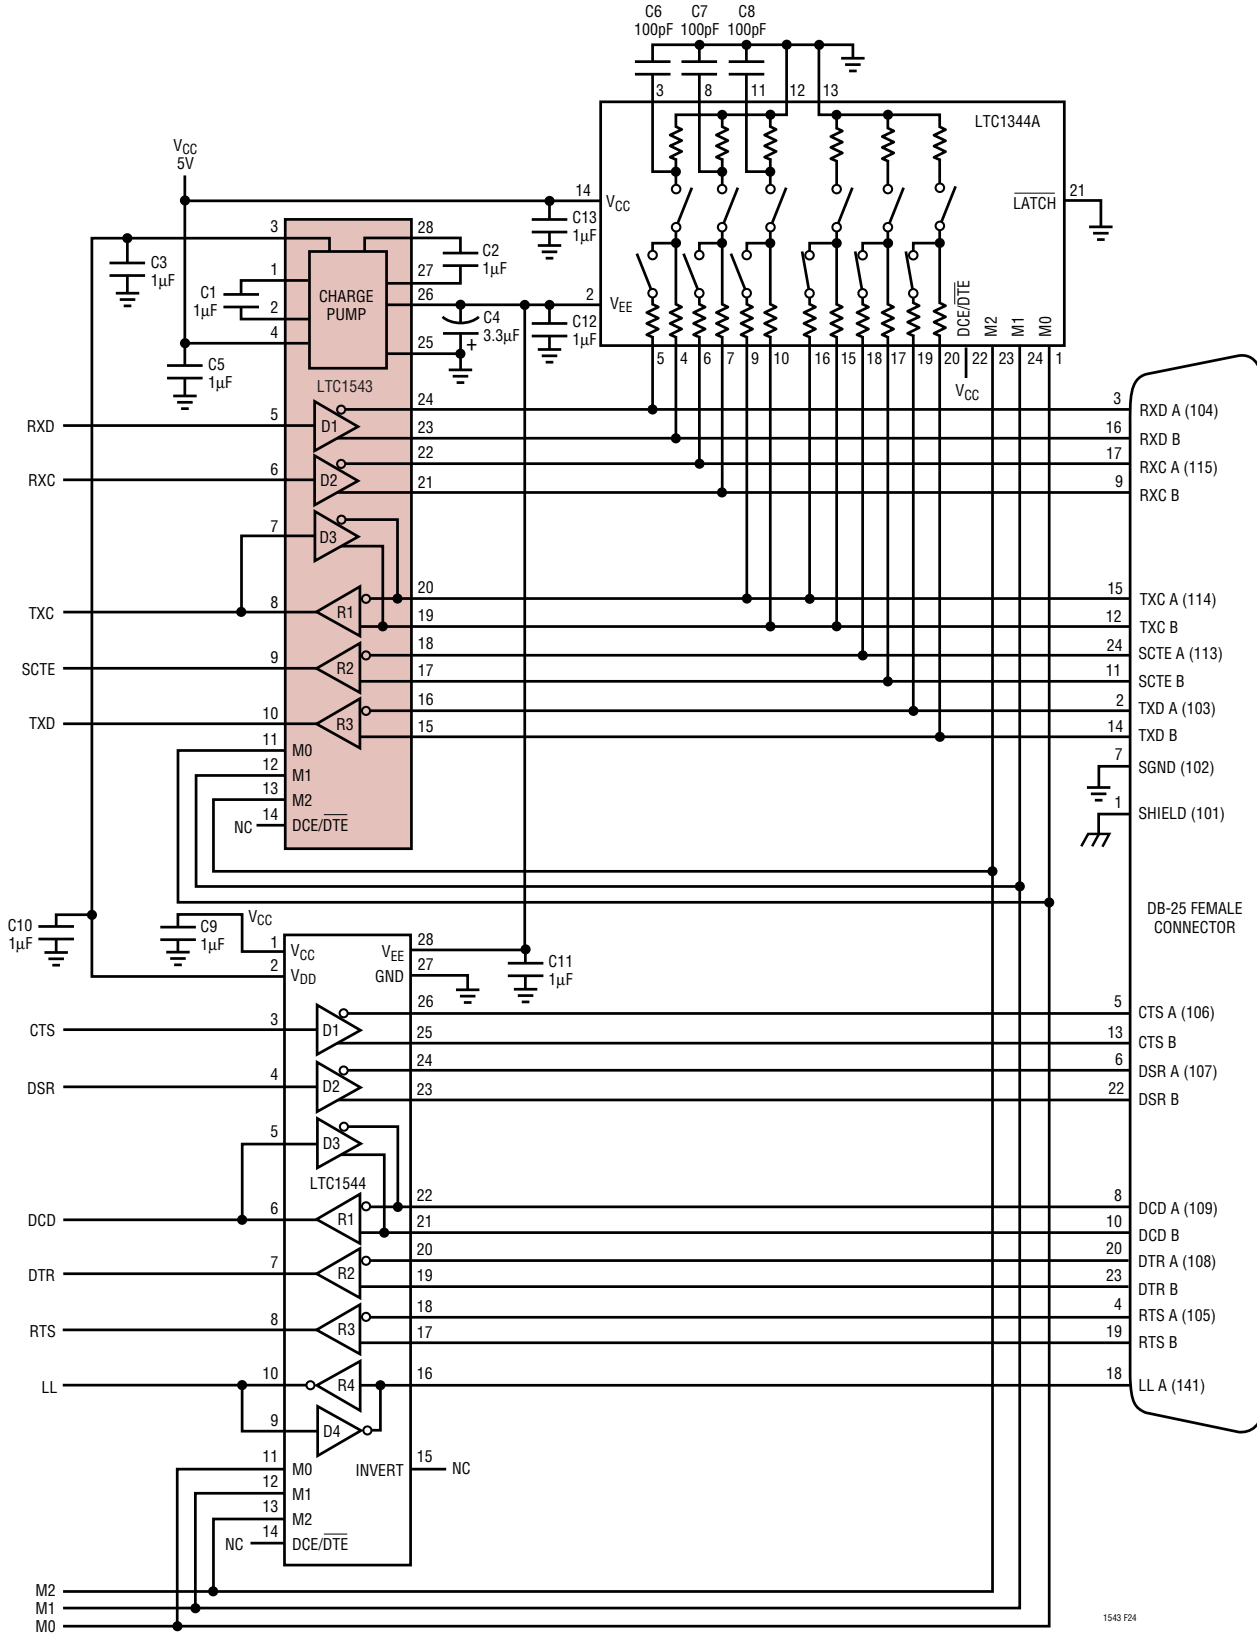 C6 C7 C8
100pF 100pF 100pF
3 8 11 12 13
LTC1344A
VCC
5V
14 VCC
C13
1µF
LATCH 21
3 28
C3
1µF
C2
1µF
1 27
C1
1µF
CHARGE
PUMP
2 26
2 VEE
C4
3.3µF
+
C12
1µF
4 25
C5
1µF
LTC1543
DCE/DTE M2 M1 M0
5 4 6 7 9 10 16 15 18 17 19 20 22 23 24 1
VCC
RXD 5 D1 24 3 RXD A (104)
23 16 RXD B
RXC 6 D2 22 17 RXC A (115)
21 9 RXC B
7 D3
TXC 8 R1 20 15 TXC A (114)
19 12 TXC B
SCTE 9 R2 18 24 SCTE A (113)
17 11 SCTE B
TXD 10 R3 16 2 TXD A (103)
15 14 TXD B
11 M0
12 M1
13 M2
NC 14 DCE/DTE
7 SGND (102)
1 SHIELD (101)
DB-25 FEMALE
CONNECTOR
C10
1µF
C9
1µF
VCC
1 VCC VEE 28
2 VDD GND 27
C11
1µF
CTS 3 D1 26 5 CTS A (106)
25 13 CTS B
DSR 4 D2 24 6 DSR A (107)
23 22 DSR B
5 D3
LTC1544
DCD 6 R1 22 8 DCD A (109)
21 10 DCD B
DTR 7 R2 20 20 DTR A (108)
19 23 DTR B
RTS 8 R3 18 4 RTS A (105)
17 19 RTS B
LL 10 R4 16 18 LL A (141)
9 D4
11 M0 INVERT 15 NC
12 M1
13 M2
NC 14 DCE/DTE
M2
M1
M0
1543 F24